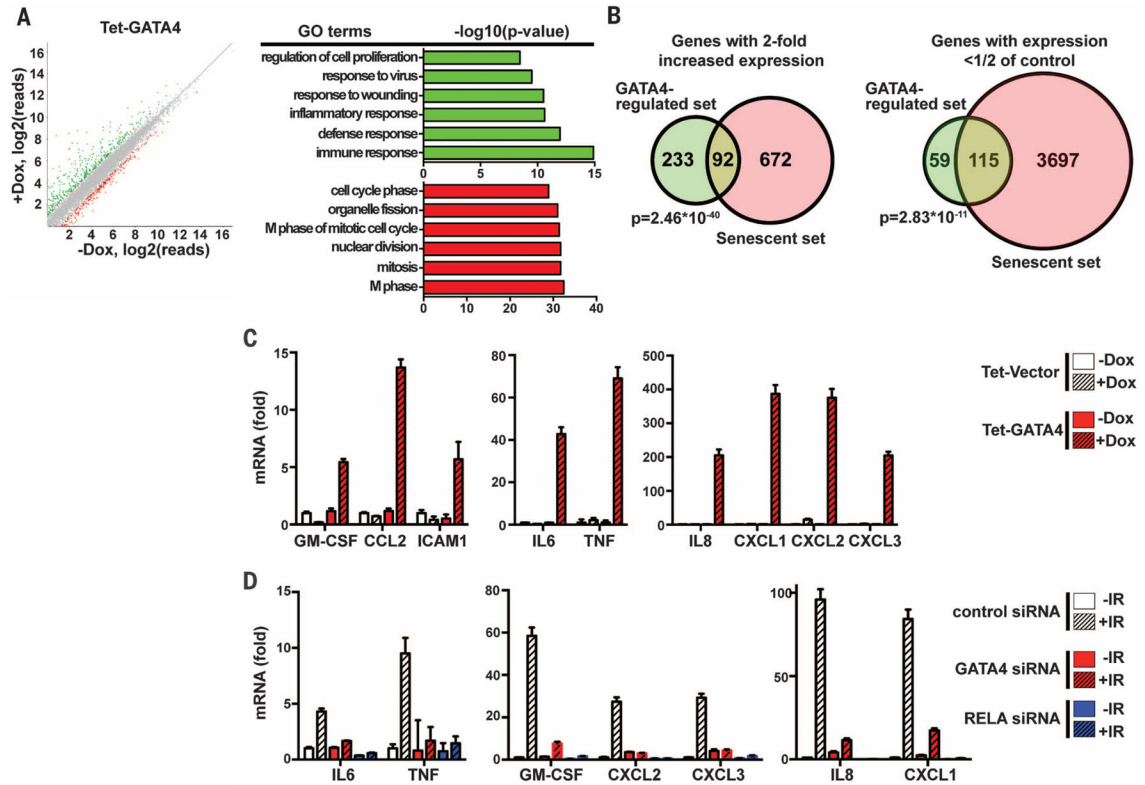 A
Tet-GATA4
+Dox, log2(reads)
16
14
12
10
8
6
4
2
2 4 6 8 10 12 14 16
-Dox, log2(reads)
GO terms -log10(p-value)
regulation of cell proliferation
response to virus
response to wounding
inflammatory response
defense response
immune response
0 5 10 15
cell cycle phase
organelle fission
M phase of mitotic cell cycle
nuclear division
mitosis
M phase
0 10 20 30 40
B
Genes with 2-fold
increased expression
GATA4-
regulated set
233 92 672
p=2.46*10-40
Senescent set
Genes with expression
<1/2 of control
GATA4-
regulated set
59 115 3697
p=2.83*10-11
Senescent set
C
mRNA (fold)
15
10
5
0
GM-CSF CCL2 ICAM1
80
60
40
20
0
IL6 TNF
500
400
300
200
100
0
IL8 CXCL1 CXCL2 CXCL3
Tet-Vector
-Dox
+Dox
Tet-GATA4
-Dox
+Dox
D
mRNA (fold)
15
10
5
0
IL6 TNF
80
60
40
20
0
GM-CSF CXCL2 CXCL3
100
50
0
IL8 CXCL1
control siRNA
-IR
+IR
GATA4 siRNA
-IR
+IR
RELA siRNA
-IR
+IR